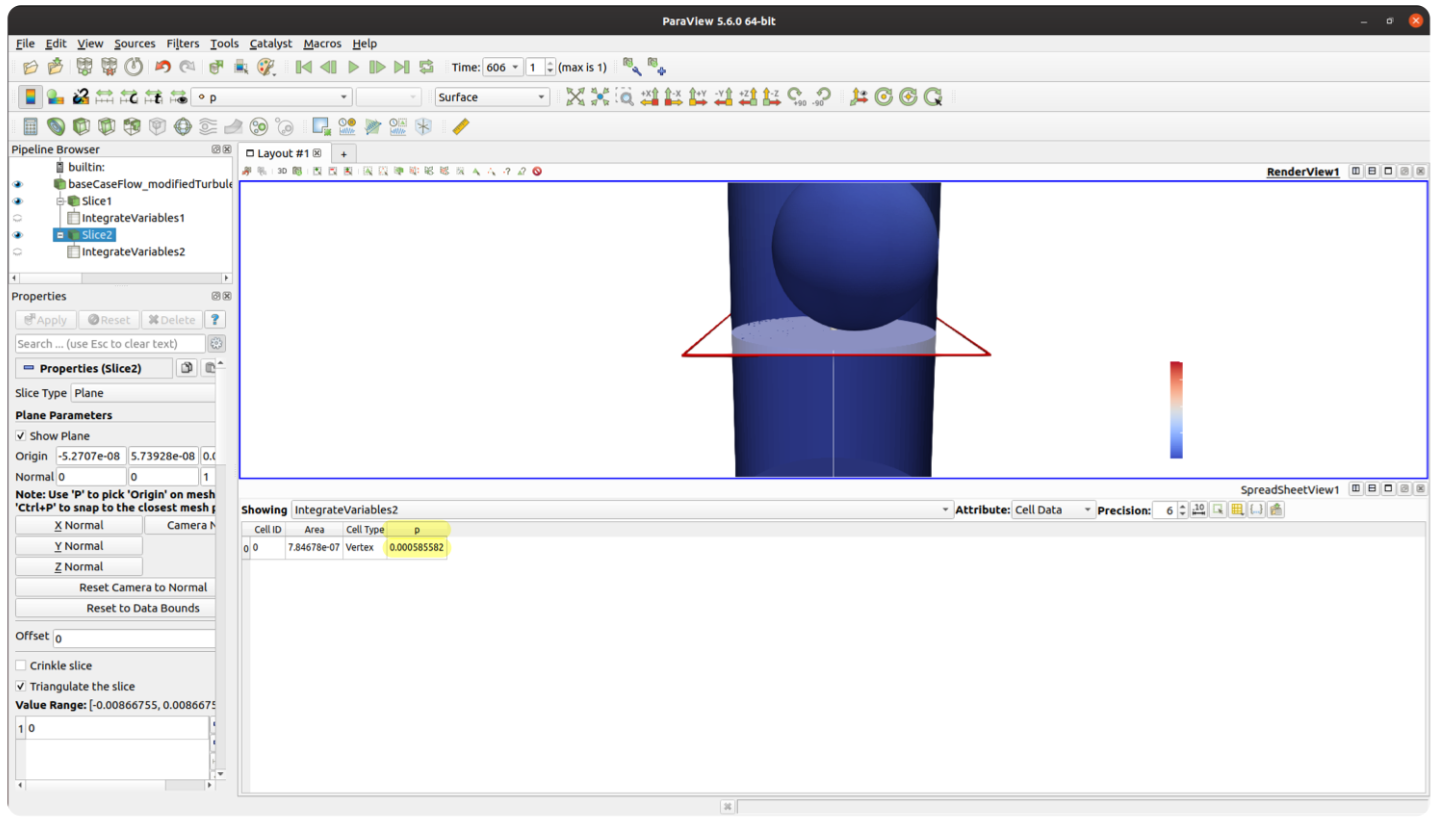 ParaView 5.6.0 64-bit
File Edit View Sources Filters Tools Catalyst Macros Help
Time: 606 1 (max is 1)
p Surface +X -X +Y -Y +Z -Z +90 -90
Pipeline Browser
Layout #1 +
builtin:
3D
RenderView1
baseCaseFlow_modifiedTurbule
Slice1
IntegrateVariables1
Slice2
IntegrateVariables2
Properties
Apply Reset Delete ?
Search ... (use Esc to clear text)
Properties (Slice2)
Slice Type Plane
Plane Parameters
Show Plane
Origin -5.2707e-08 5.73928e-08 0.0
Normal 0 0 1
Note: Use 'P' to pick 'Origin' on mesh
'Ctrl+P' to snap to the closest mesh p
X Normal Camera N
Y Normal
Z Normal
Reset Camera to Normal
Reset to Data Bounds
Offset 0
Crinkle slice
Triangulate the slice
Value Range: [-0.00866755, 0.0086675
1 0
SpreadSheetView1
Showing IntegrateVariables2 Attribute: Cell Data Precision: 6
Cell ID Area Cell Type p
0 0 7.84678e-07 Vertex 0.000585582